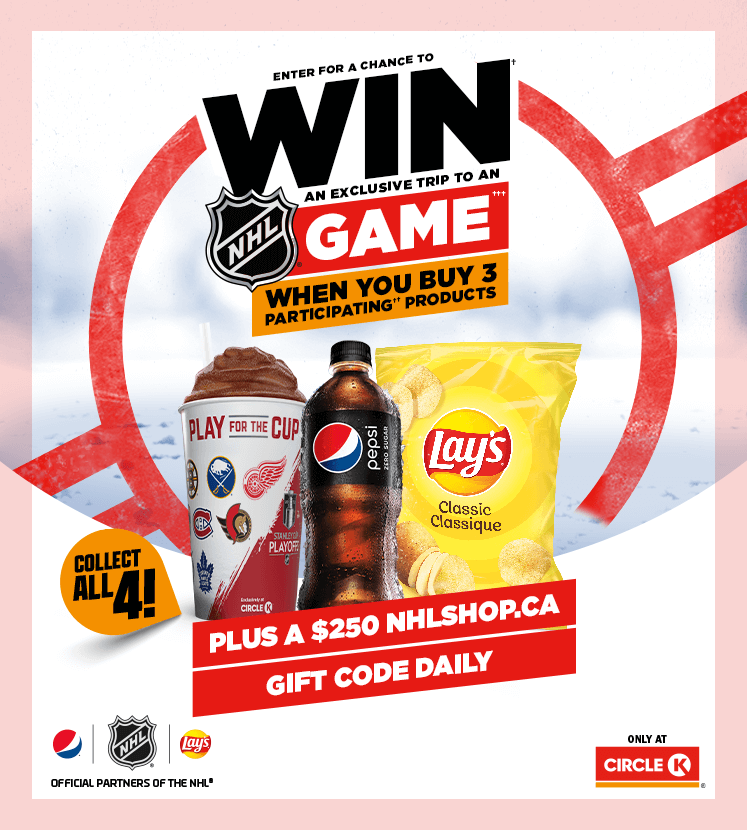 ENTER FOR A CHANCE TO
WIN†
AN EXCLUSIVE TRIP TO AN
NHL ®
GAME†††
WHEN YOU BUY 3
PARTICIPATING†† PRODUCTS
PLAY FOR THE CUP
STANLEY CUP
PLAYOFFS
Exclusively at
CIRCLE K
pepsi
ZERO SUGAR
Lay's
Classic
Classique
COLLECT
ALL 4!
PLUS A $250 NHLSHOP.CA
GIFT CODE DAILY
NHL ®
Lay's
OFFICIAL PARTNERS OF THE NHL®
ONLY AT
CIRCLE K ®